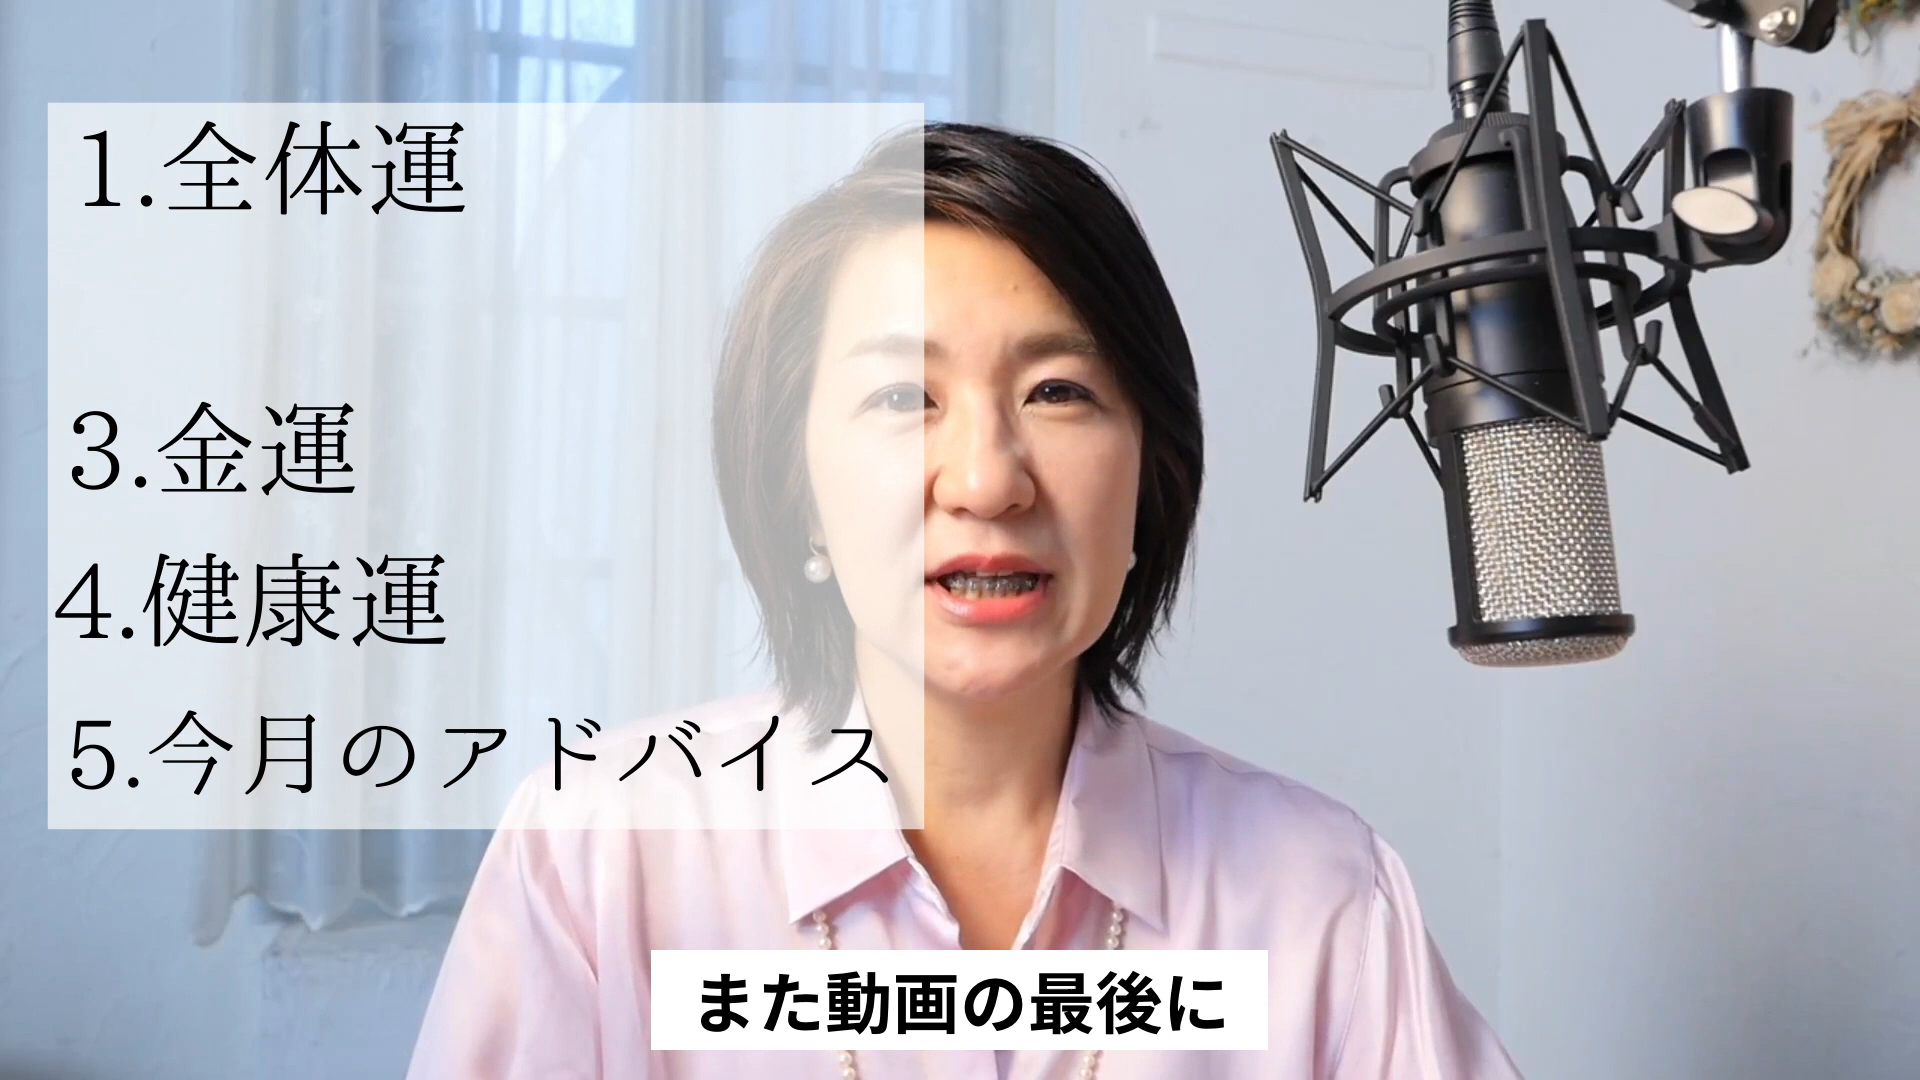 1.全体運
3.金運
4.健康運
5.今月のアドバイス
また動画の最後に